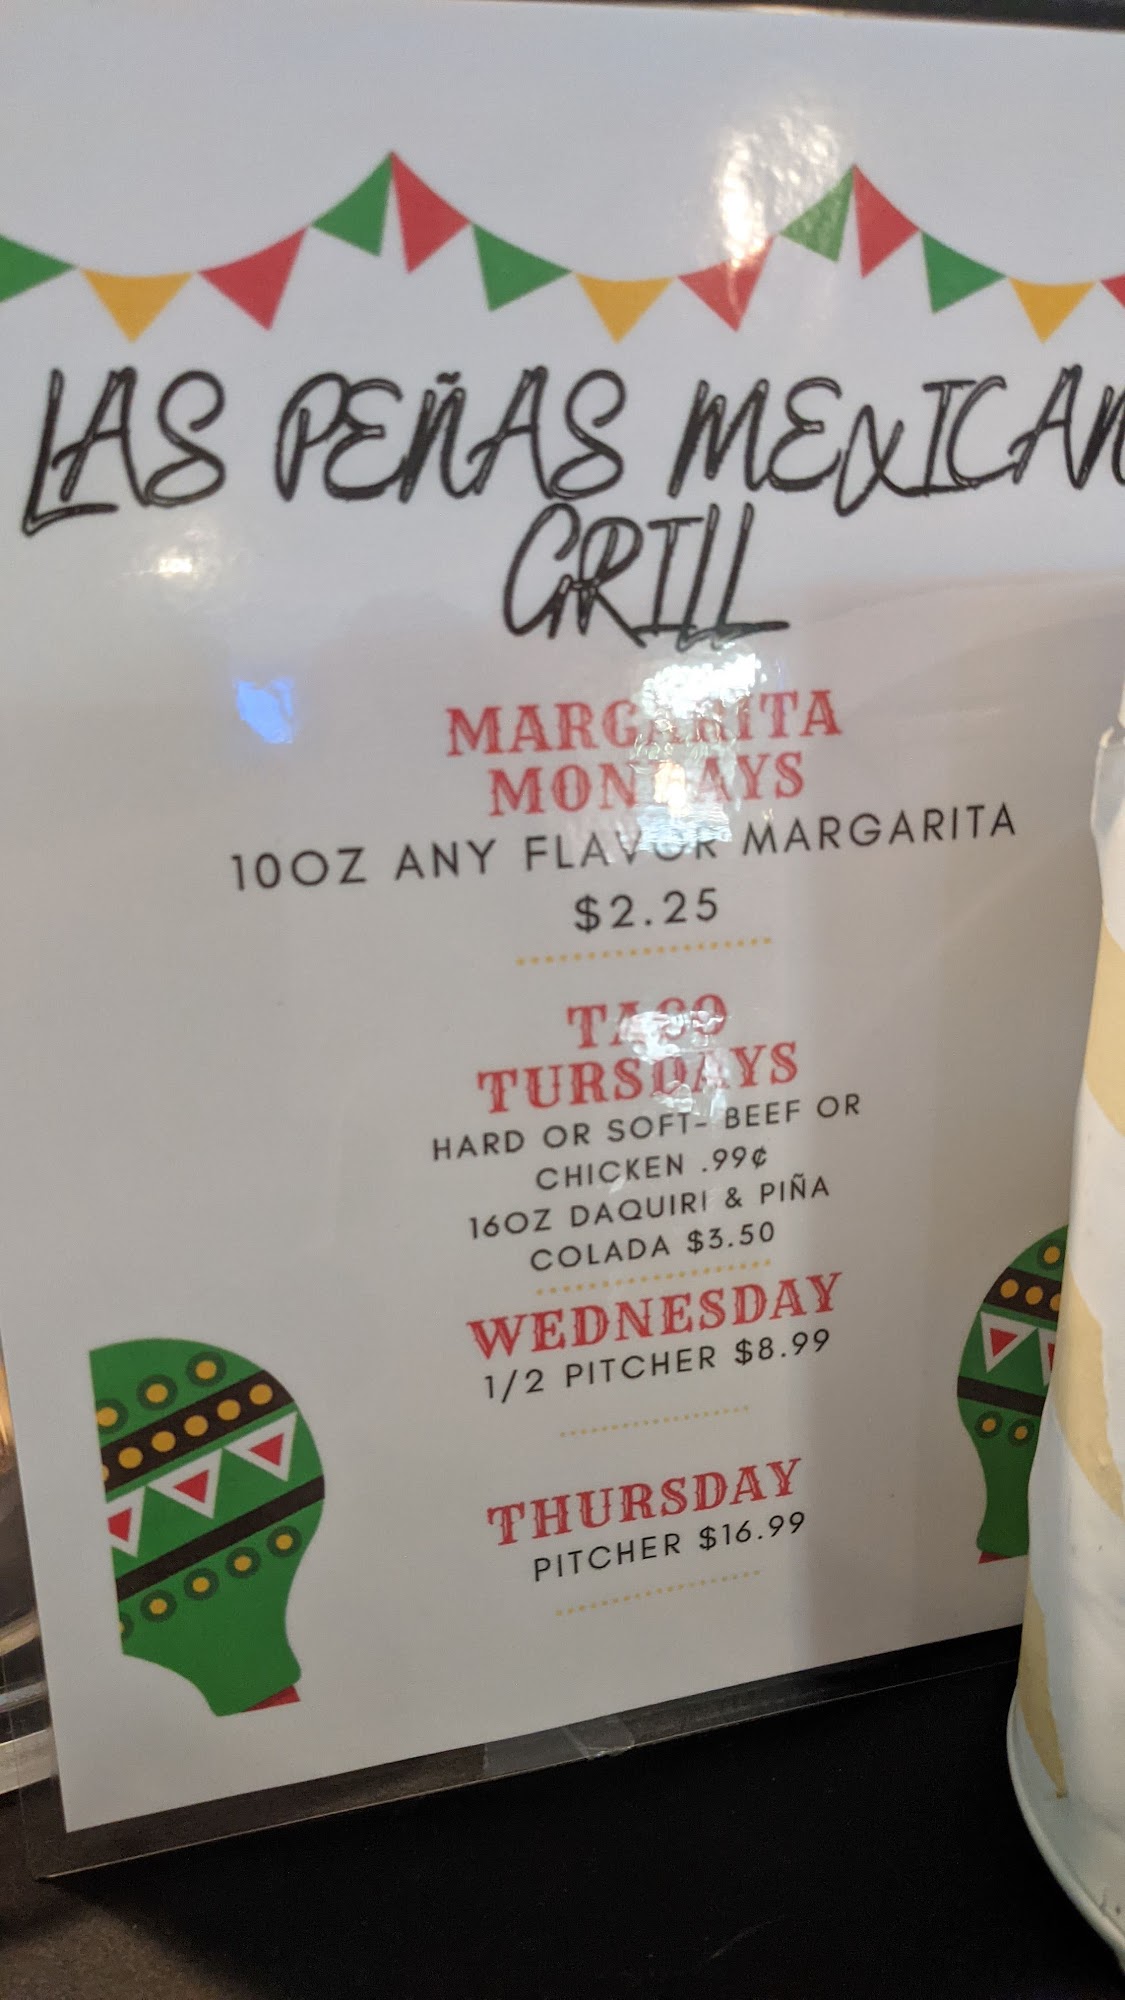 LAS PEÑAS MEXICAN
GRILL
MARGARITA
MONDAYS
10OZ ANY FLAVOR MARGARITA
$2.25
TACO
TURSDAYS
HARD OR SOFT- BEEF OR
CHICKEN .99¢
16OZ DAQUIRI & PIÑA
COLADA $3.50
WEDNESDAY
1/2 PITCHER $8.99
THURSDAY
PITCHER $16.99